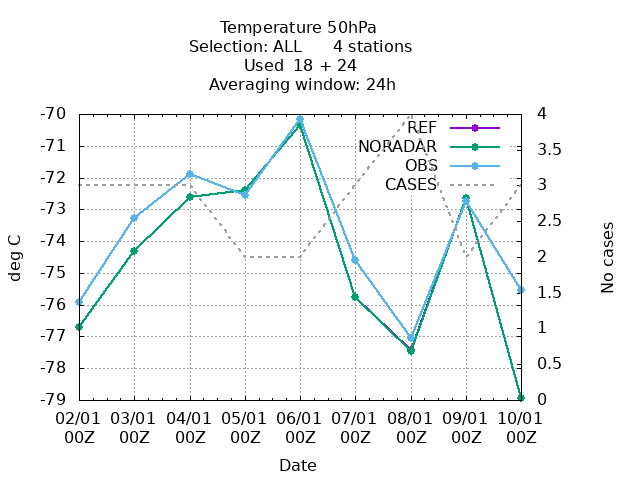 Temperature 50hPa
Selection: ALL 4 stations
Used 18 + 24
Averaging window: 24h
-70
-71
-72
-73
-74
-75
-76
-77
-78
-79
deg C
4
3.5
3
2.5
2
1.5
1
0.5
0
No cases
REF
NORADAR
OBS
CASES
02/01 03/01 04/01 05/01 06/01 07/01 08/01 09/01 10/01
00Z 00Z 00Z 00Z 00Z 00Z 00Z 00Z 00Z
Date